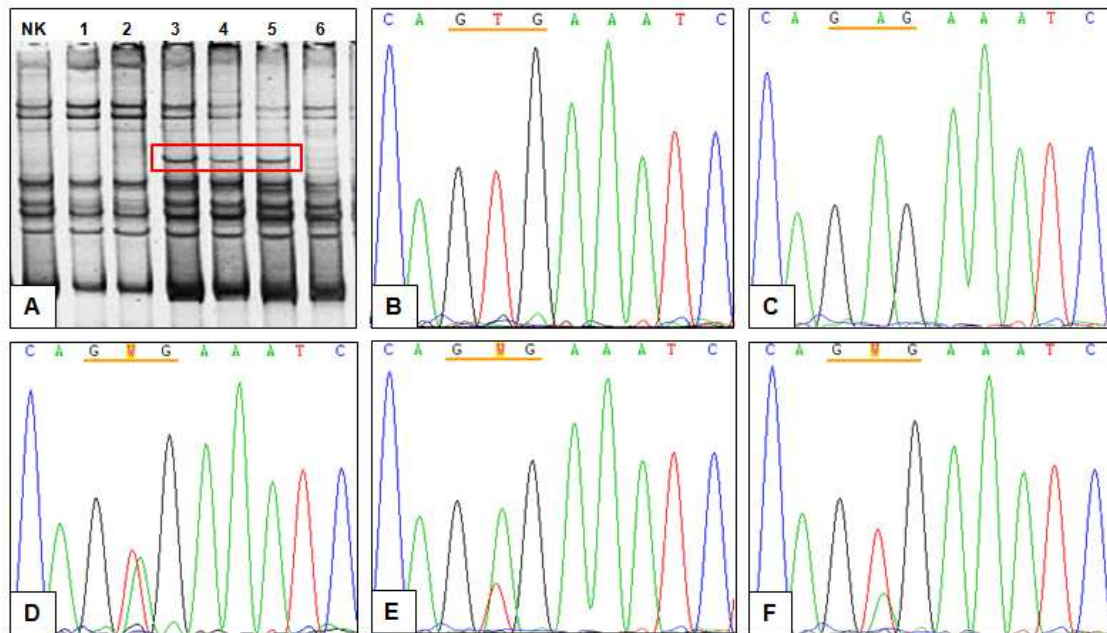 NK 1 2 3 4 5 6
A
C A G T G A A A T C
B
C A G A G A A A T C
C
C A G W G A A A T C
D
C A G W G A A A T C
E
C A G W G A A A T C
F